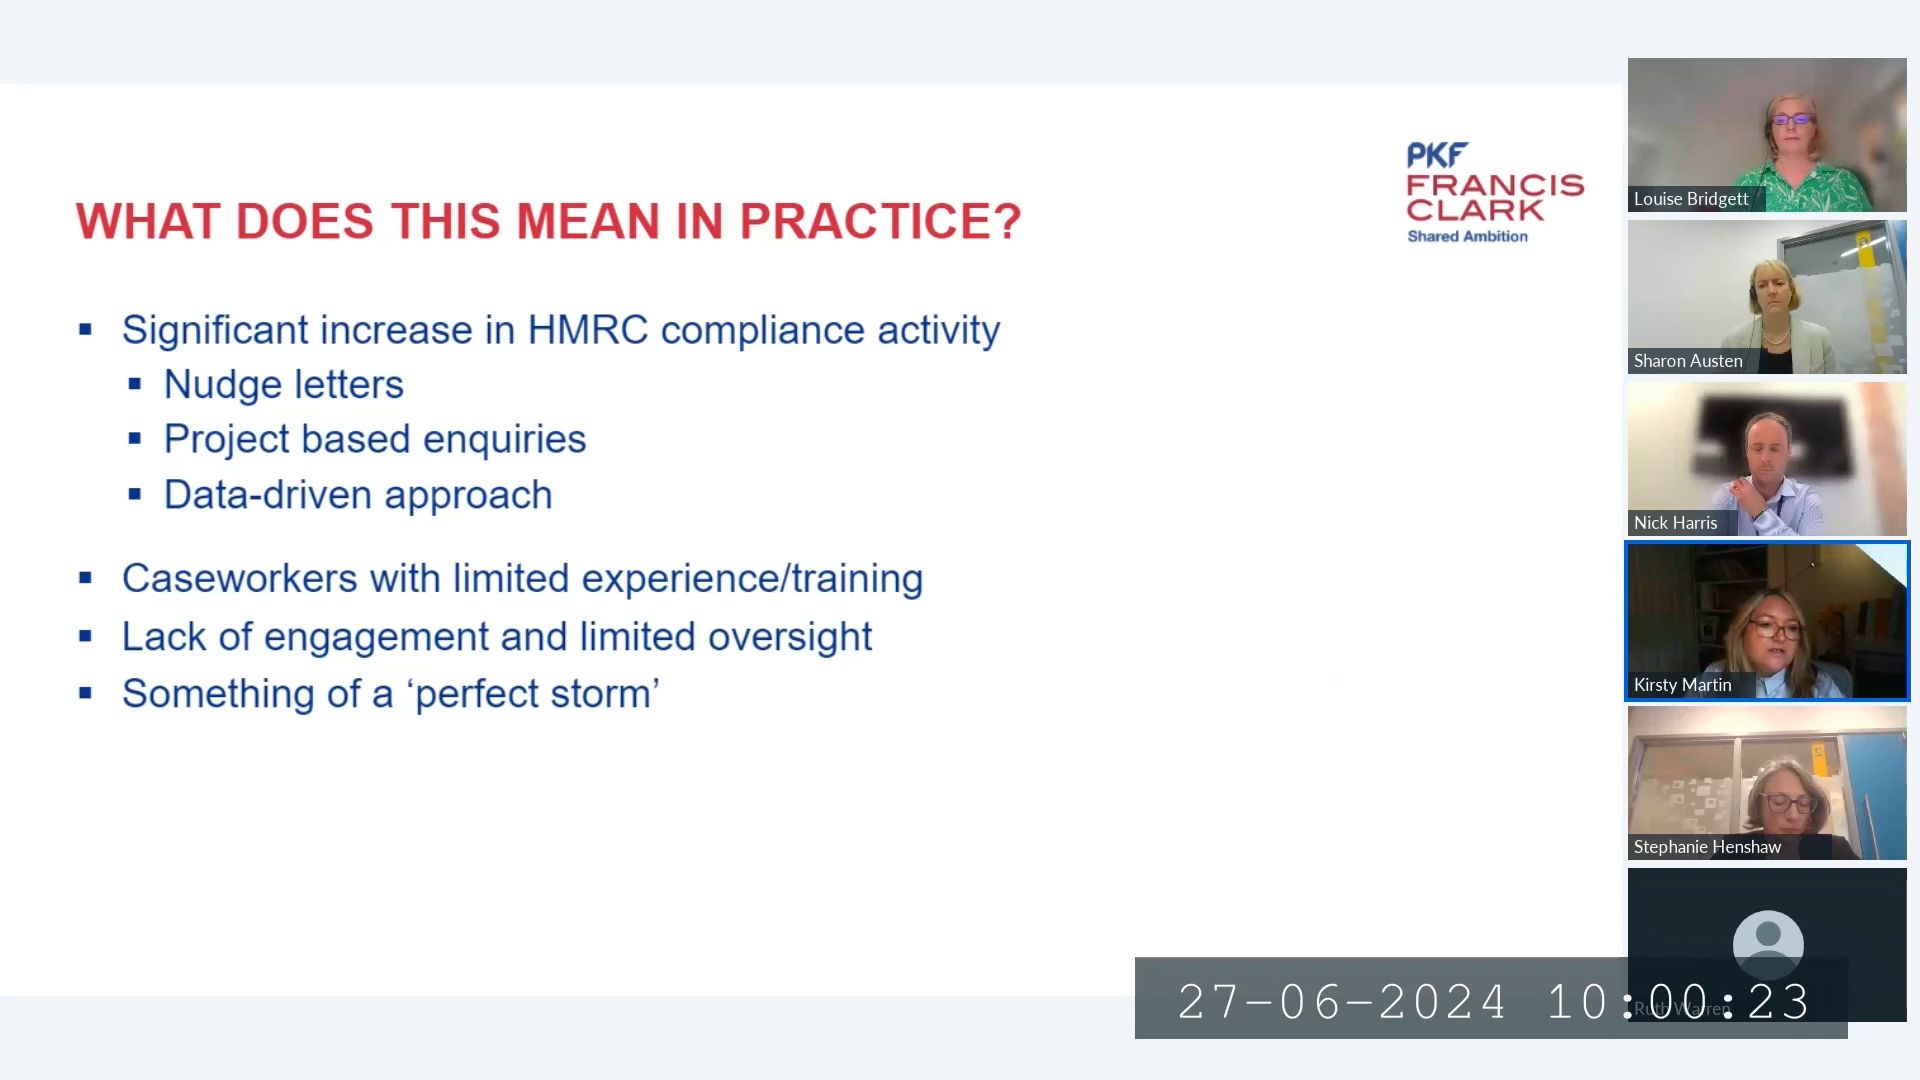 PKF
FRANCIS
CLARK
Shared Ambition
WHAT DOES THIS MEAN IN PRACTICE?
▪ Significant increase in HMRC compliance activity
▪ Nudge letters
▪ Project based enquiries
▪ Data-driven approach
▪ Caseworkers with limited experience/training
▪ Lack of engagement and limited oversight
▪ Something of a ‘perfect storm’
Louise Bridgett
Sharon Austen
Nick Harris
Kirsty Martin
Stephanie Henshaw
Ruth Warren
27-06-2024 10:00:23